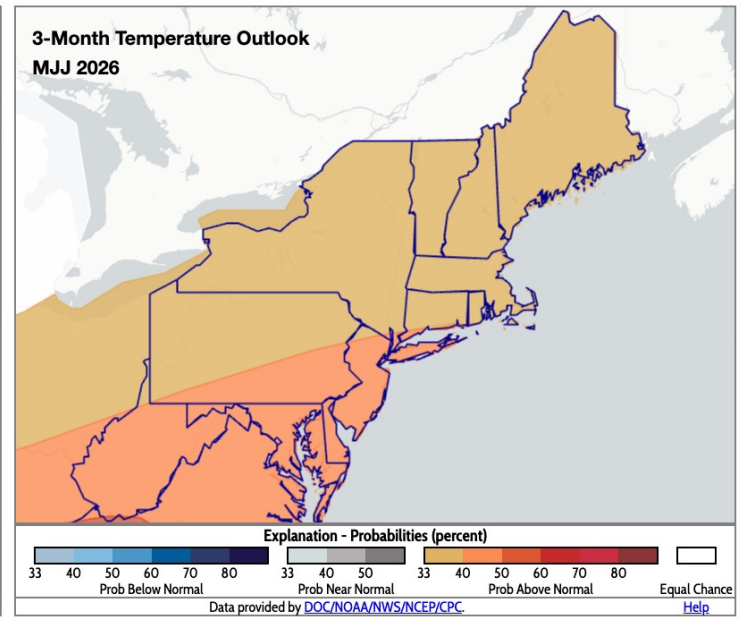 3-Month Temperature Outlook
MJJ 2026
Explanation - Probabilities (percent)
33 40 50 60 70 80 33 40 50 33 40 50 60 70 80
Prob Below Normal Prob Near Normal Prob Above Normal Equal Chance
Data provided by DOC/NOAA/NWS/NCEP/CPC. Help